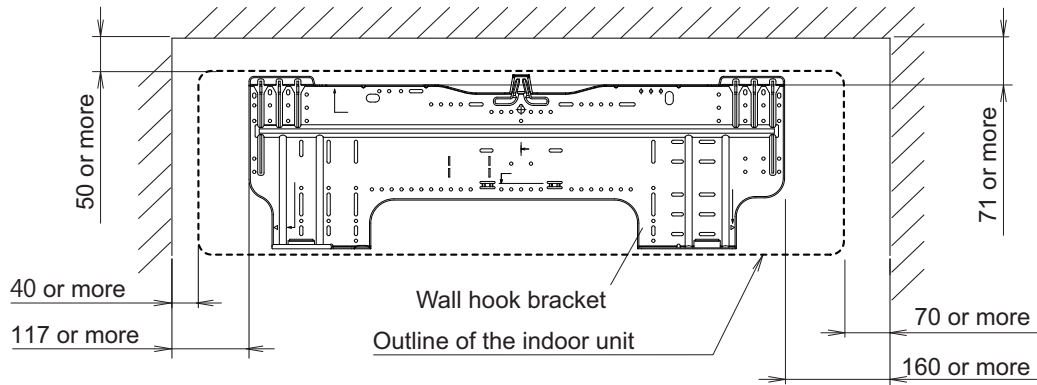 50 or more
71 or more
40 or more
117 or more
Wall hook bracket
Outline of the indoor unit
70 or more
160 or more